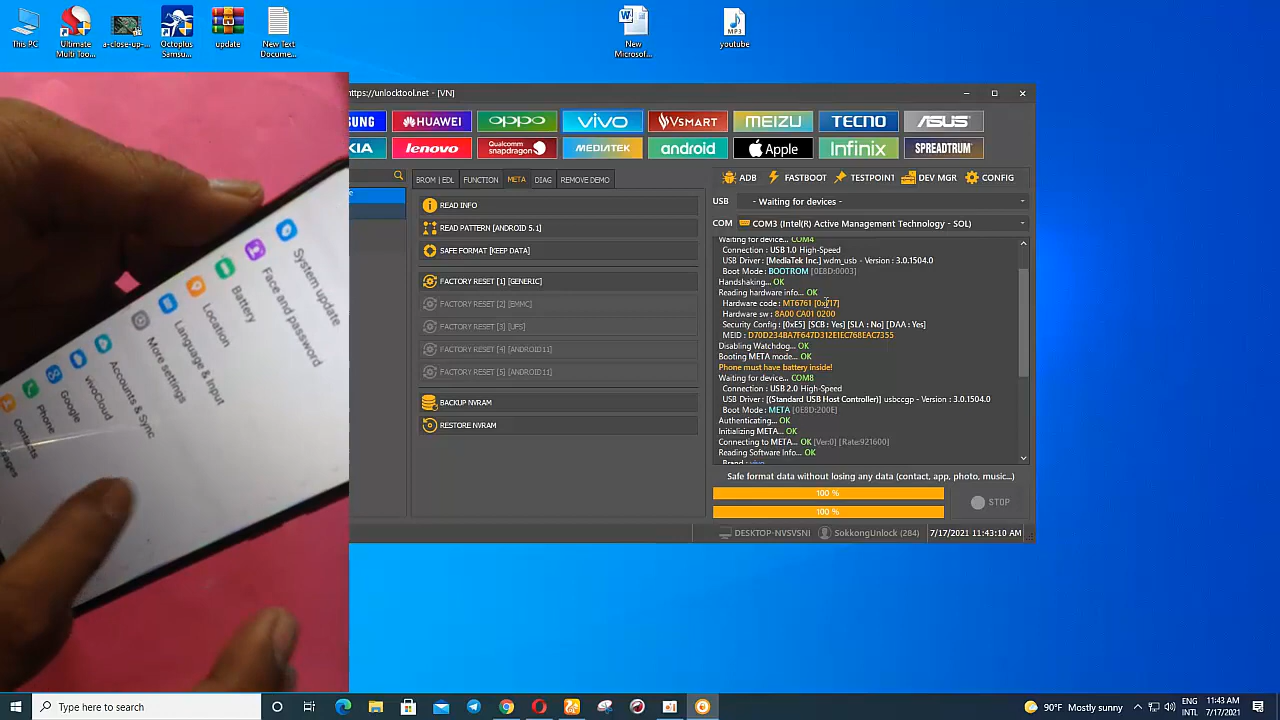 This PC
Ultimate
Multi-Too...
a-close-up-...
Octoplus
Samsu...
update
New Text
Docume...
New
Microsof...
youtube
https://unlocktool.net - [VN]
HUAWEI
oppo
vivo
VSMART
MEIZU
TECNO
ASUS
lenovo
Qualcomm
snapdragon
MEDIATEK
android
Apple
Infinix
SPREADTRUM
BROM | EDL
FUNCTION
META
DIAG
REMOVE DEMO
ADB
FASTBOOT
TESTPOINT
DEV MGR
CONFIG
READ INFO
READ PATTERN [ANDROID 5.1]
SAFE FORMAT [KEEP DATA]
FACTORY RESET [1] [GENERIC]
FACTORY RESET [2] [EMMC]
FACTORY RESET [3] [UFS]
FACTORY RESET [4] [ANDROID11]
FACTORY RESET [5] [ANDROID11]
BACKUP NVRAM
RESTORE NVRAM
USB - Waiting for devices -
COM COM3 (Intel(R) Active Management Technology - SOL)
Waiting for device... COM4
Connection : USB 1.0 High-Speed
USB Driver : [MediaTek Inc.] wdm_usb - Version : 3.0.1504.0
Boot Mode : BOOTROM [0E8D:0003]
Handshaking... OK
Reading hardware info... OK
Hardware code : MT6761 [0x717]
Hardware sw : 8A00 CA01 0200
Security Config : [0xE5] [SCB : Yes] [SLA : No] [DAA : Yes]
MEID : D70D234BA7F647D312E1EC768EAC7355
Disabling Watchdog... OK
Booting META mode... OK
Phone must have battery inside!
Waiting for device... COM8
Connection : USB 2.0 High-Speed
USB Driver : [(Standard USB Host Controller)] usbccgp - Version : 3.0.1504.0
Boot Mode : META [0E8D:200E]
Authenticating... OK
Initializing META... OK
Connecting to META... OK [Ver:0] [Rate:921600]
Reading Software Info... OK
Brand : vivo
Safe format data without losing any data (contact, app, photo, music...)
100 %
100 %
STOP
DESKTOP-NVSVSNI
SokkongUnlock (284)
7/17/2021 11:43:10 AM
System update
Face and password
Battery
Location
Language & input
More settings
Accounts & Sync
vivoCloud
Google
Phone
Type here to search
90°F Mostly sunny
ENG
INTL
11:43 AM
7/17/2021